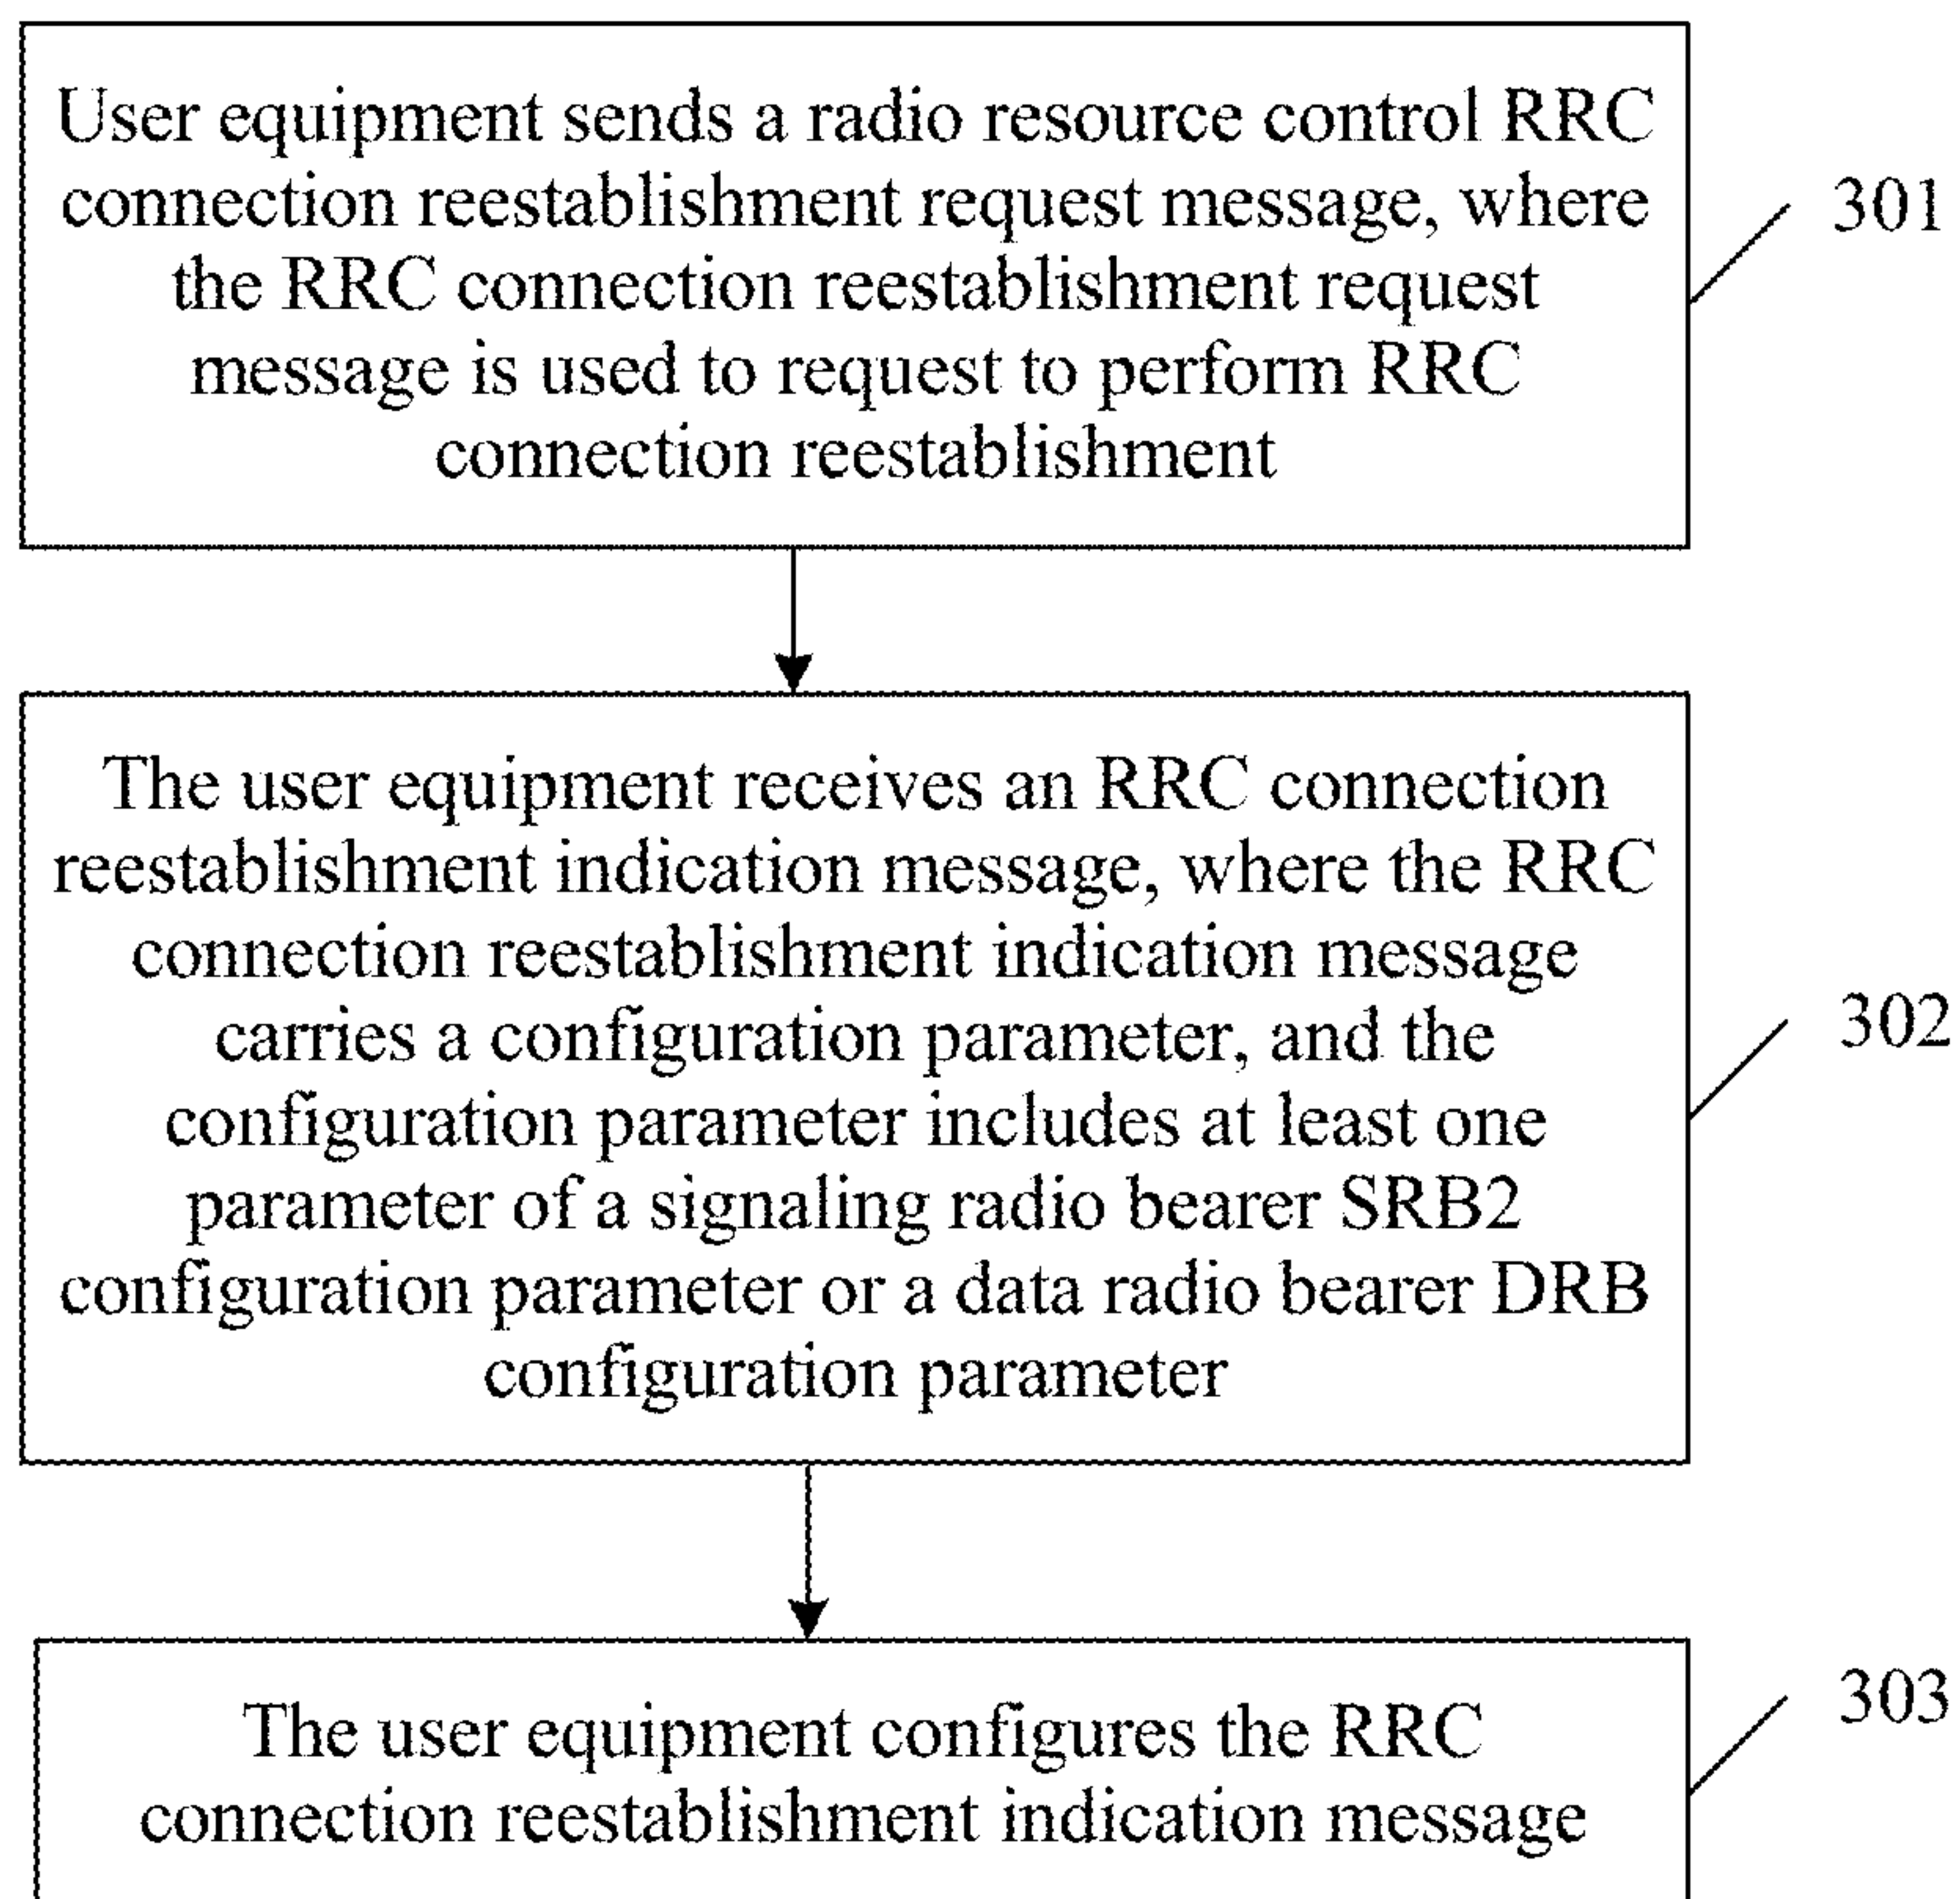 User equipment sends a radio resource control RRC
connection reestablishment request message, where
the RRC connection reestablishment request
message is used to request to perform RRC
connection reestablishment
301
The user equipment receives an RRC connection
reestablishment indication message, where the RRC
connection reestablishment indication message
carries a configuration parameter, and the
configuration parameter includes at least one
parameter of a signaling radio bearer SRB2
configuration parameter or a data radio bearer DRB
configuration parameter
302
The user equipment configures the RRC
connection reestablishment indication message
303